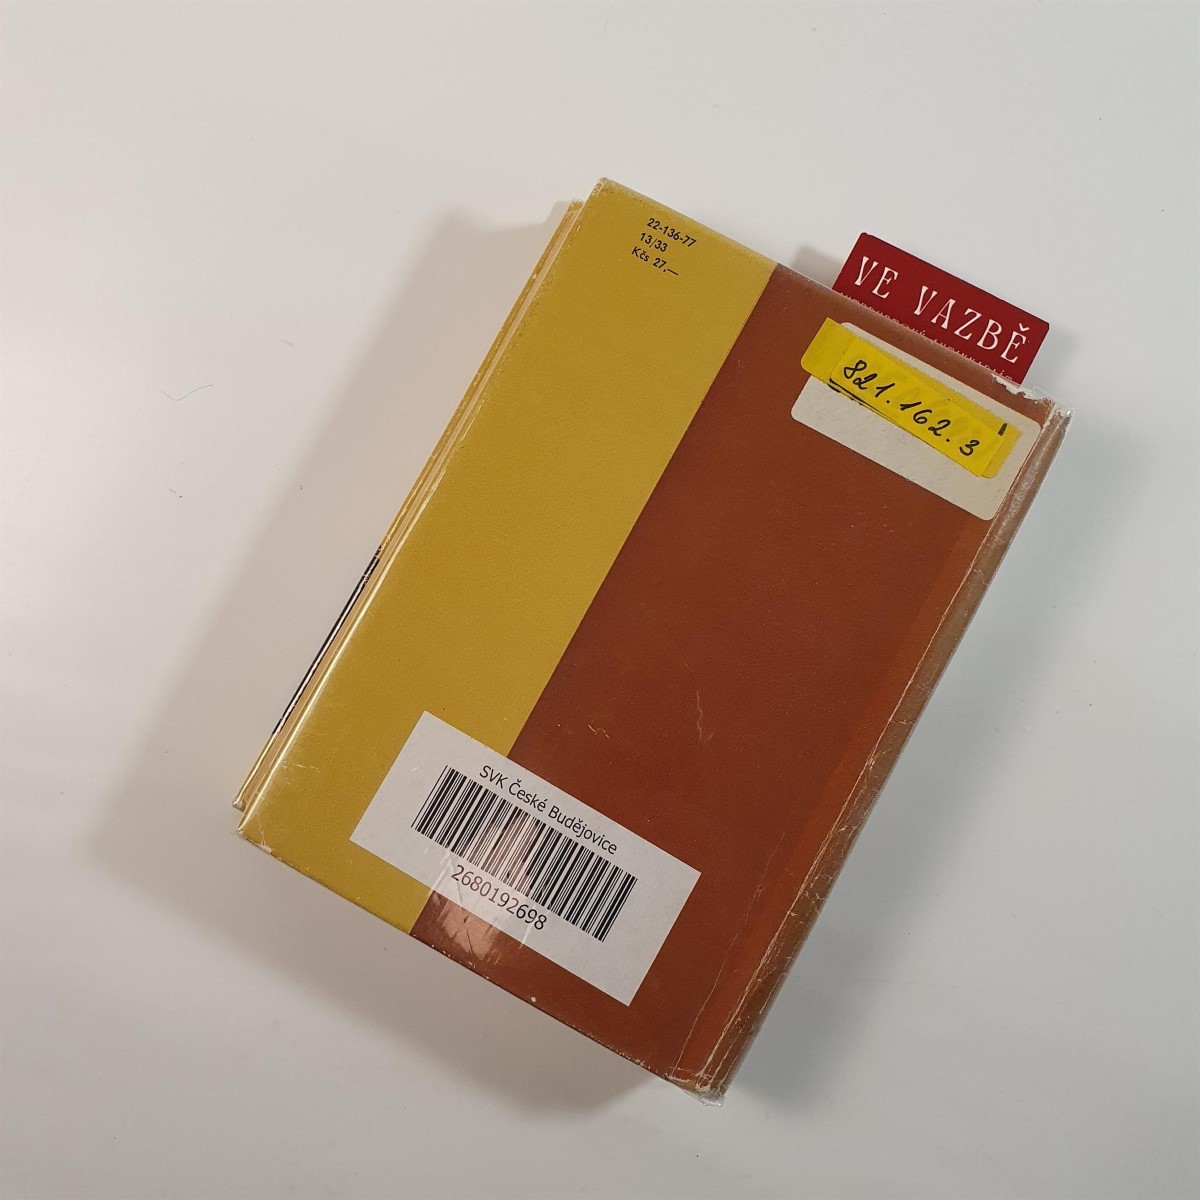 22-136-77
13/33
Kčs 27,—
VE VAZBĚ
821.162.3
SVK České Budějovice
2680192698